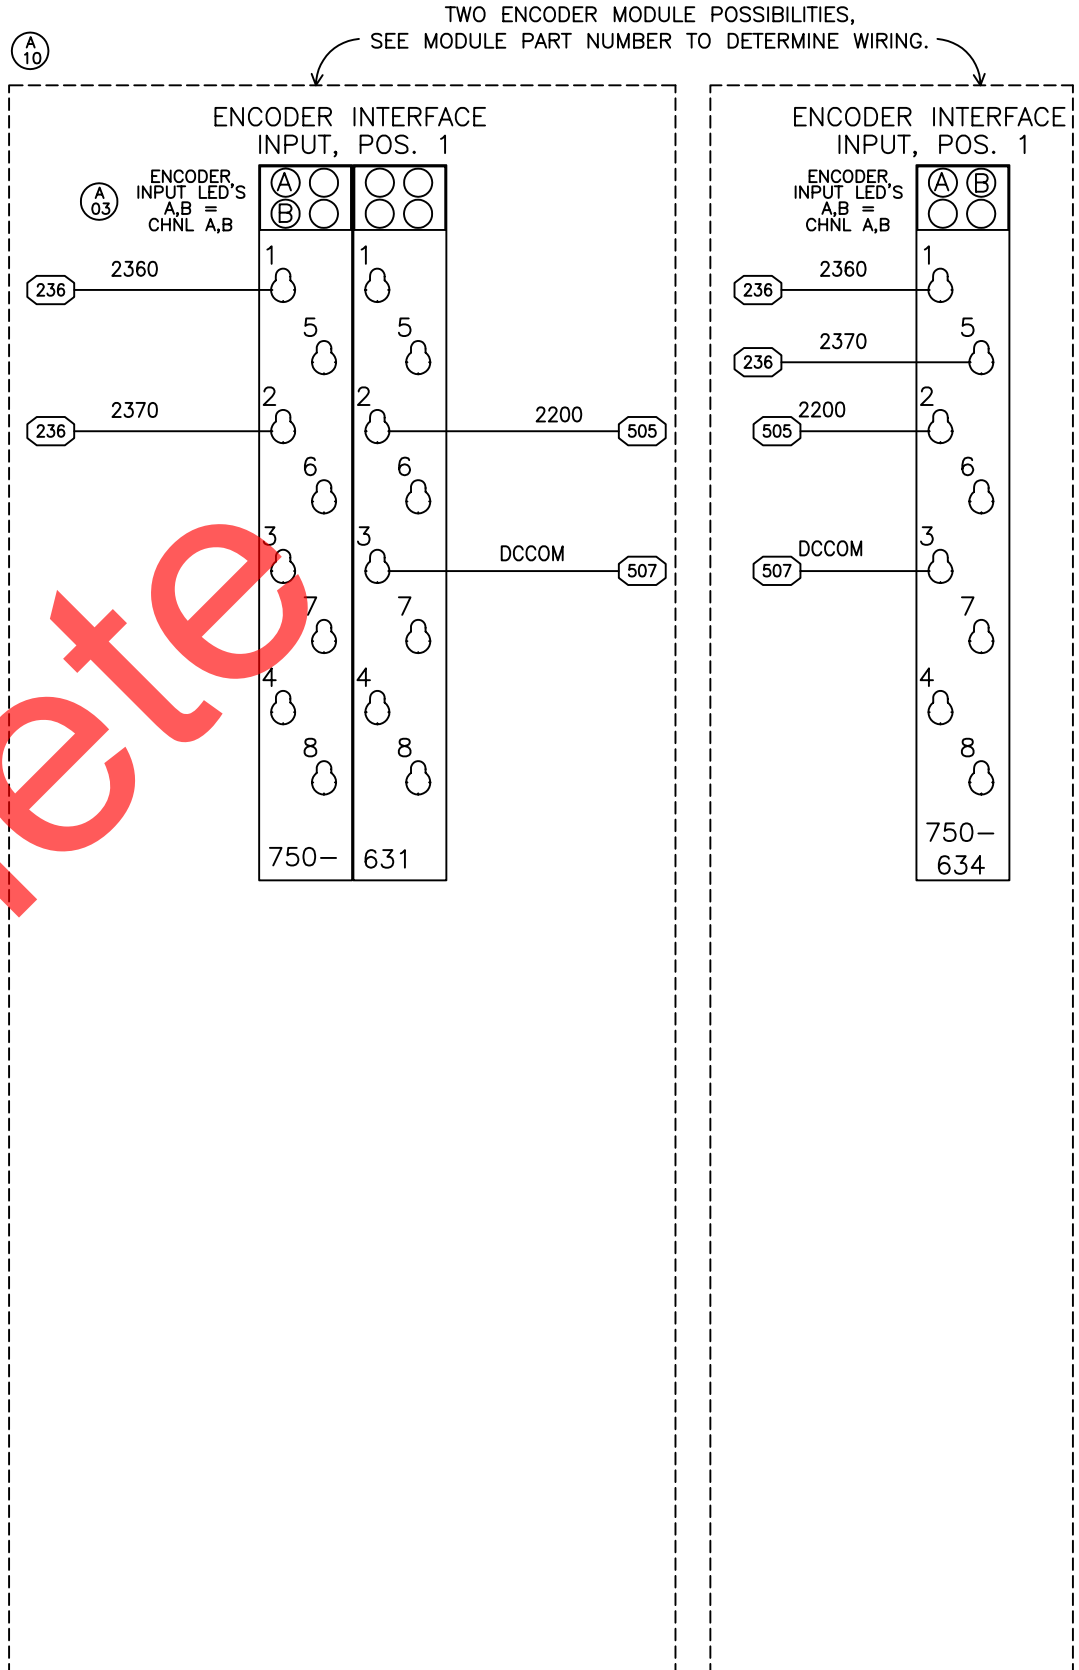 TWO ENCODER MODULE POSSIBILITIES,
SEE MODULE PART NUMBER TO DETERMINE WIRING.
A
10
ENCODER INTERFACE
INPUT, POS. 1
A
03
ENCODER
INPUT LED'S
A,B =
CHNL A,B
A
B
1
1
236
2360
5
5
2
2
236
2370
2200
505
6
6
3
3
DCCOM
507
7
7
4
4
8
8
750-
631
ENCODER INTERFACE
INPUT, POS. 1
ENCODER
INPUT LED'S
A,B =
CHNL A,B
A B
1
236
2360
5
236
2370
2
505
2200
6
3
507
DCCOM
7
4
8
750-
634
ete